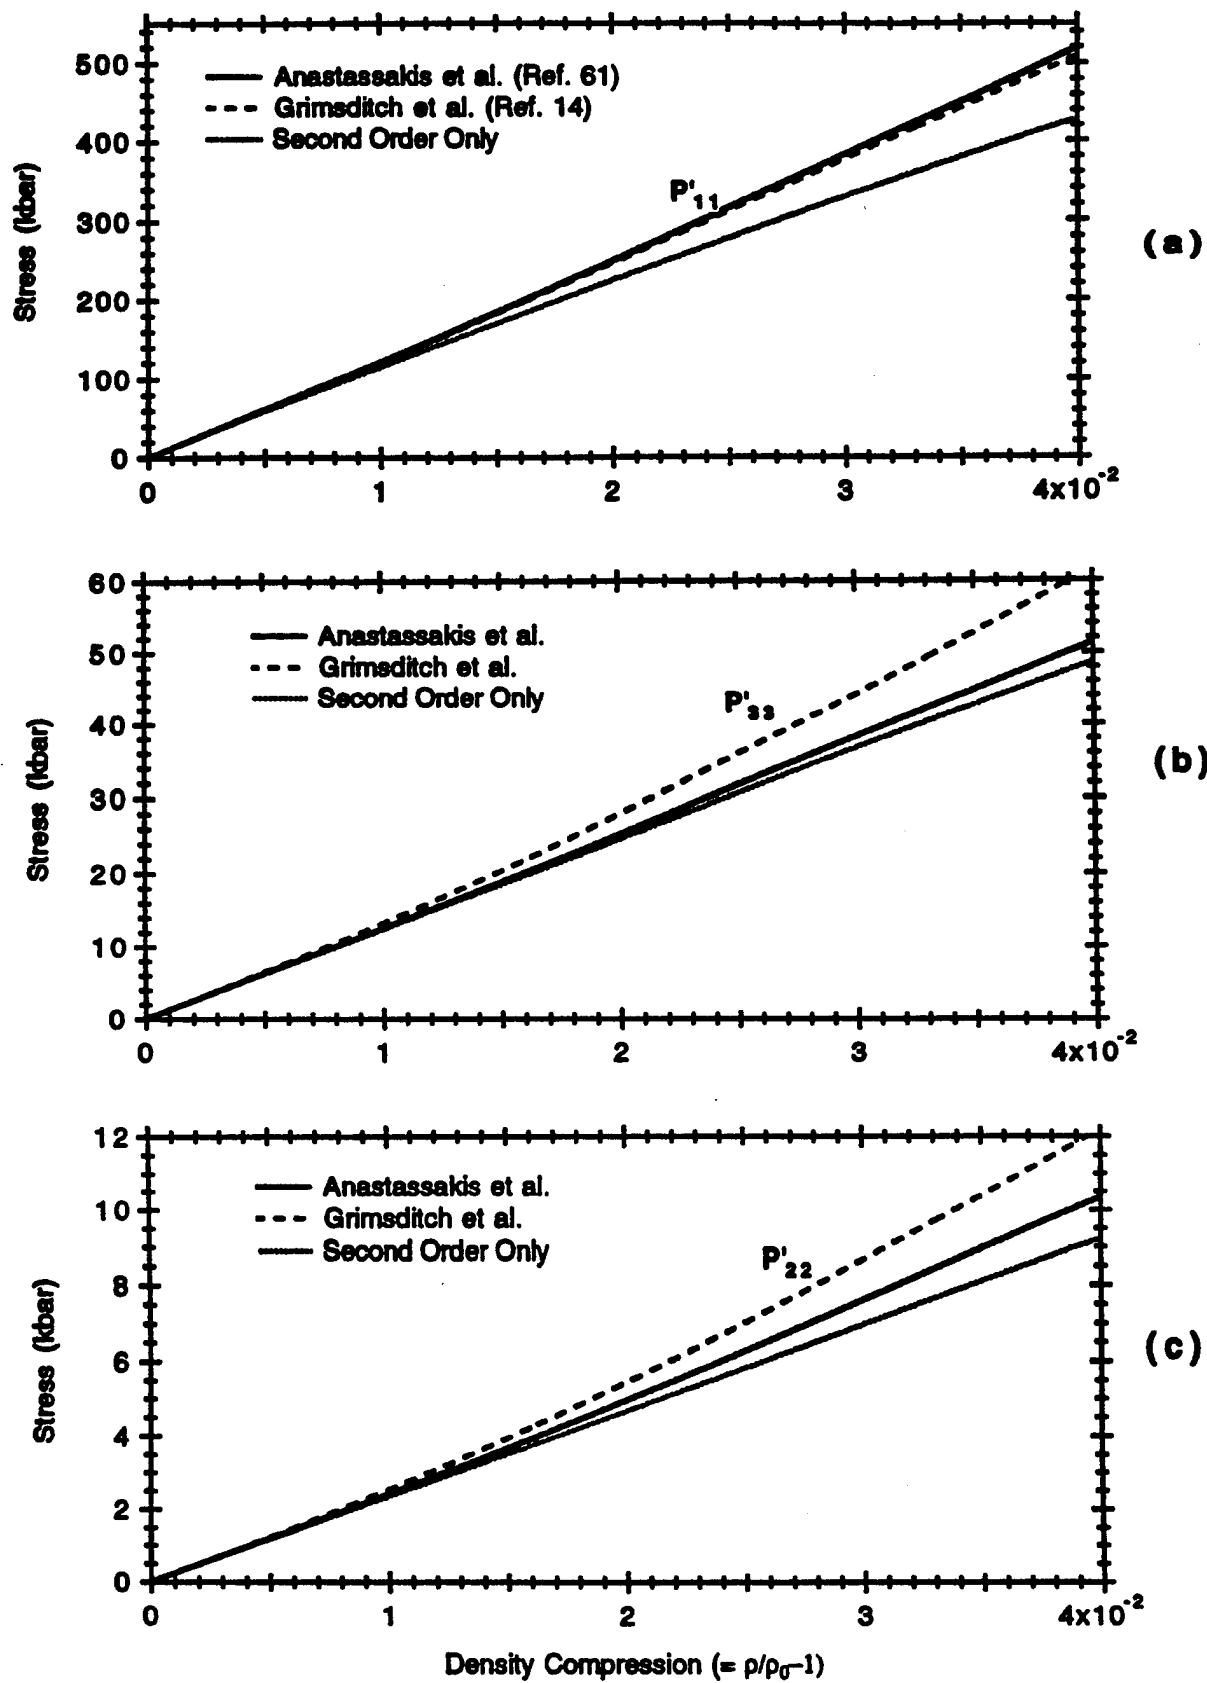 500
400
300
200
100
0
Stress (kbar)
Anastassakis et al. (Ref. 61)
Grimsditch et al. (Ref. 14)
Second Order Only
P'11
(a)
0 1 2 3 4x10-2
60
50
40
30
20
10
0
Stress (kbar)
Anastassakis et al.
Grimsditch et al.
Second Order Only
P'33
(b)
0 1 2 3 4x10-2
12
10
8
6
4
2
0
Stress (kbar)
Anastassakis et al.
Grimsditch et al.
Second Order Only
P'22
(c)
0 1 2 3 4x10-2
Density Compression (= ρ/ρ0–1)